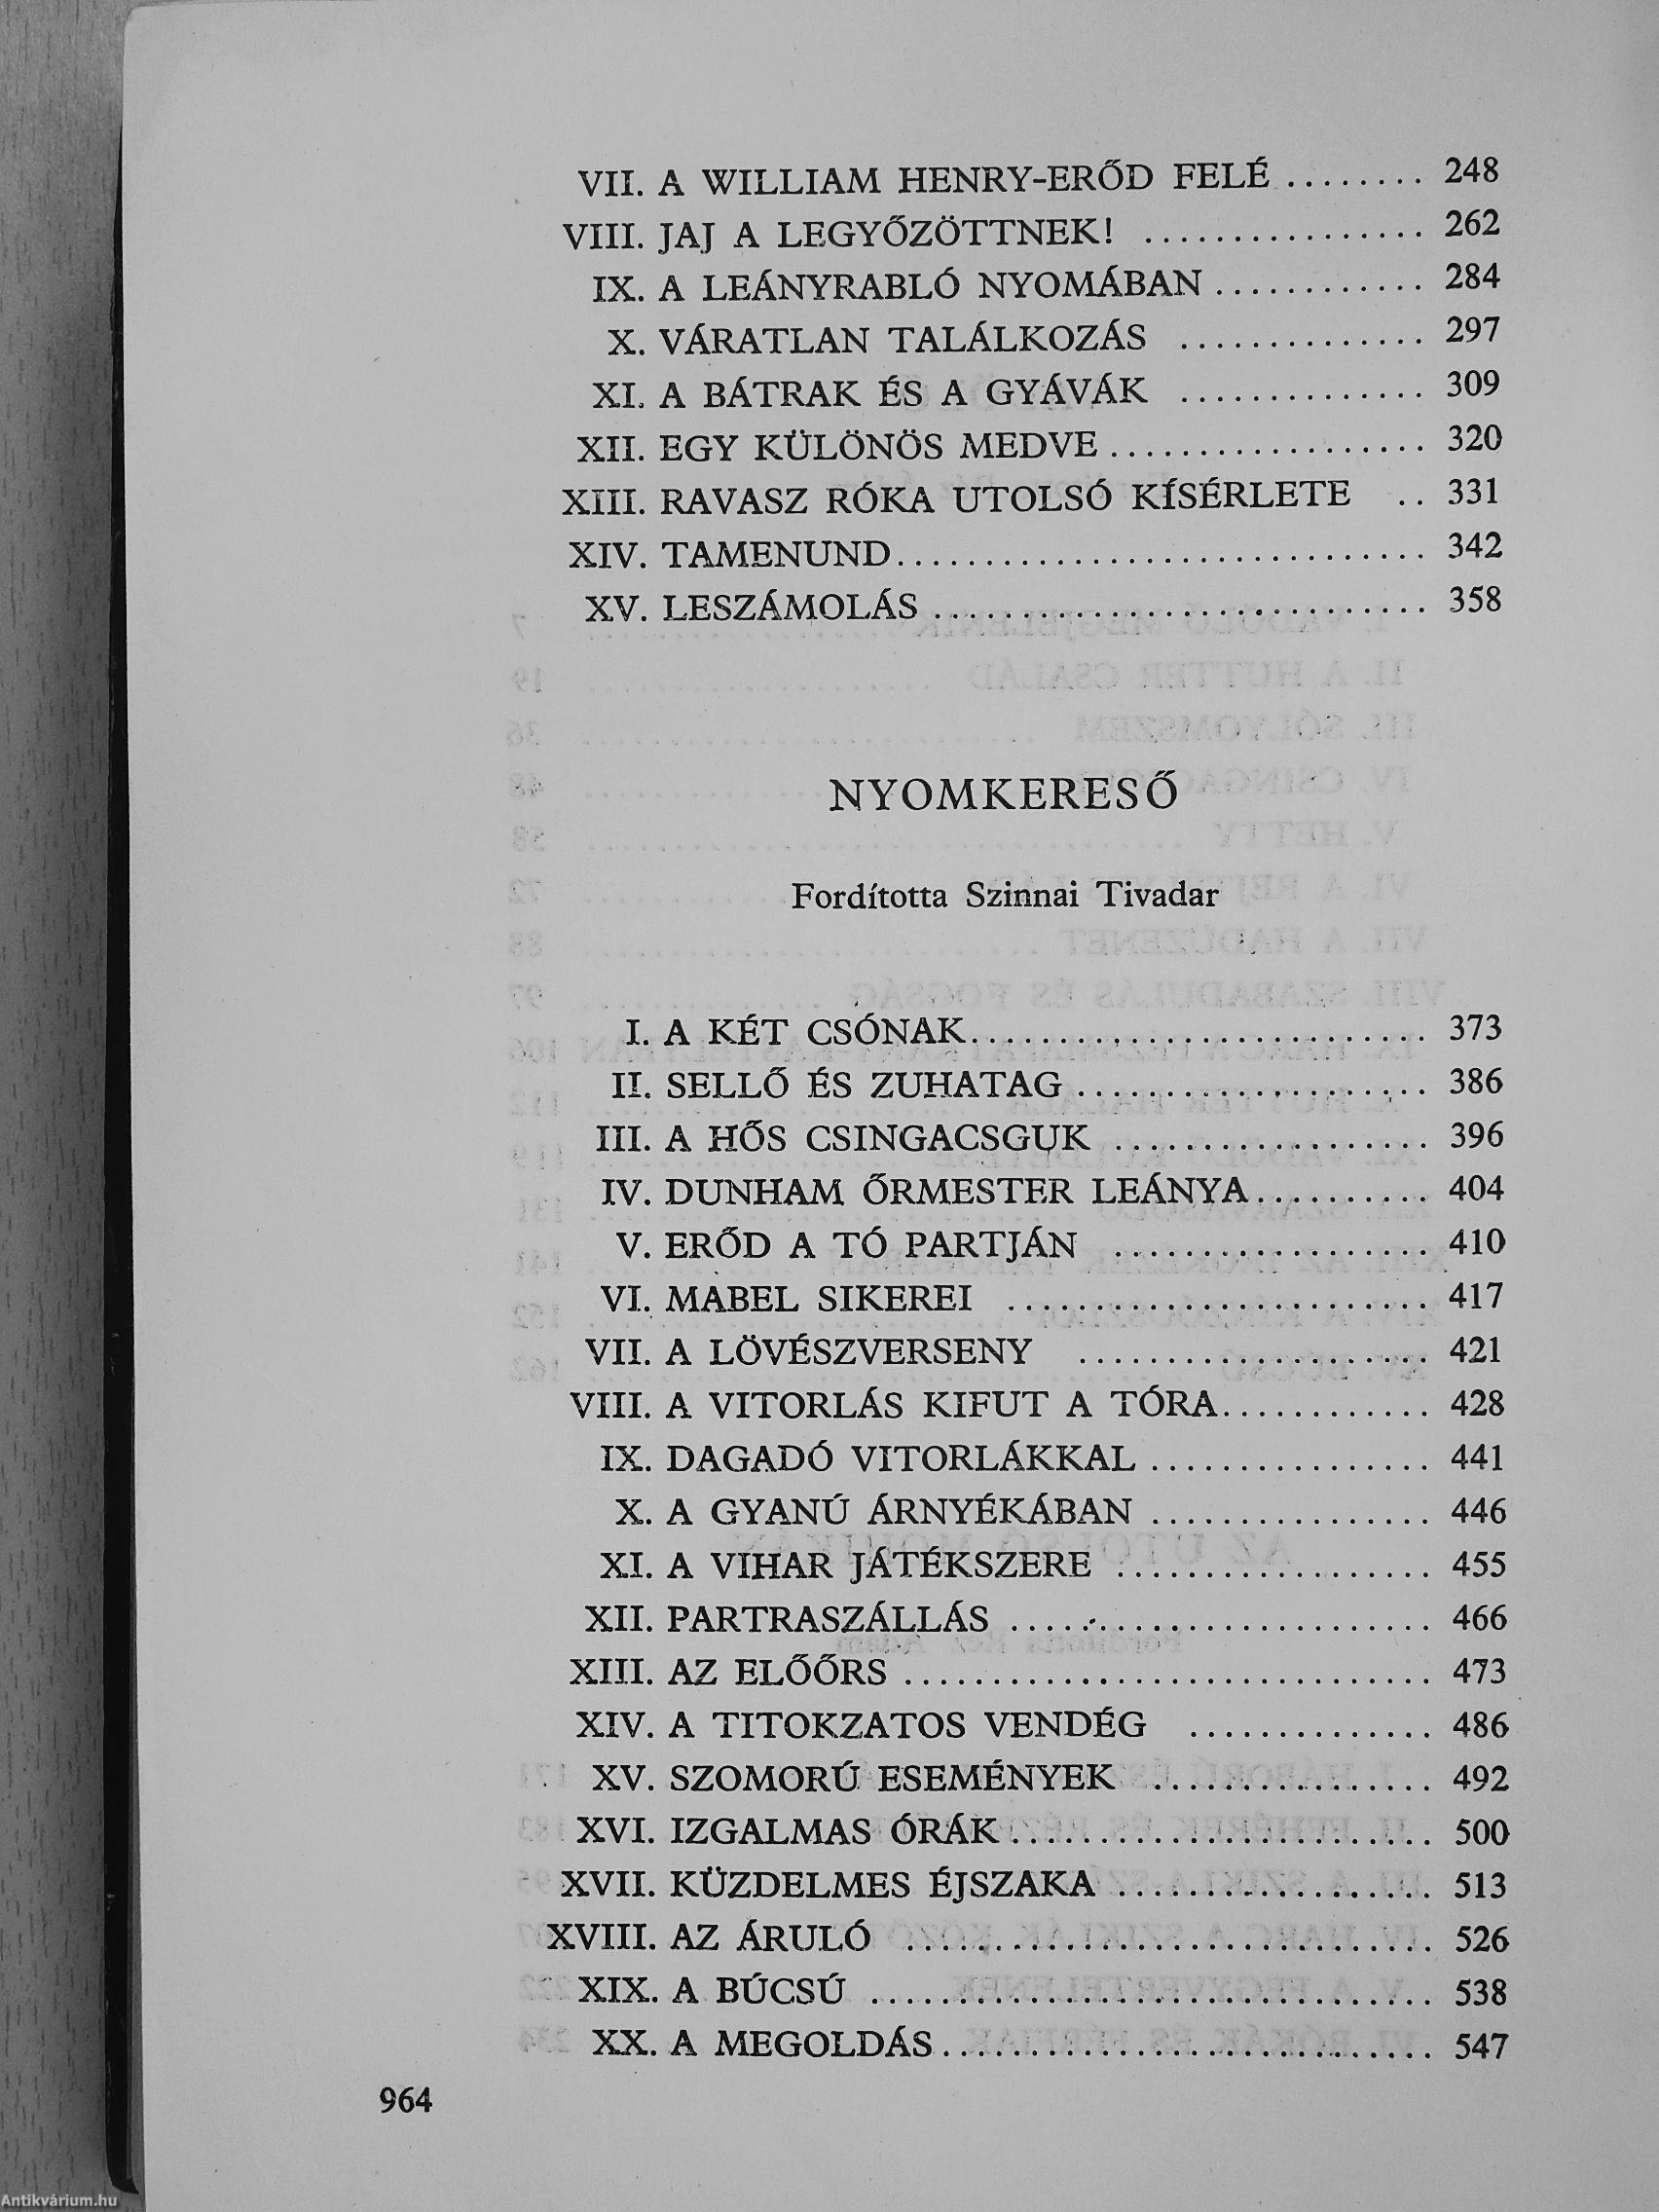 VII. A WILLIAM HENRY-ERŐD FELÉ ........ 248
VIII. JAJ A LEGYŐZÖTTNEK! ................ 262
IX. A LEÁNYRABLÓ NYOMÁBAN ............ 284
X. VÁRATLAN TALÁLKOZÁS .............. 297
XI. A BÁTRAK ÉS A GYÁVÁK .............. 309
XII. EGY KÜLÖNÖS MEDVE .................. 320
XIII. RAVASZ RÓKA UTOLSÓ KÍSÉRLETE .. 331
XIV. TAMENUND.............................. 342
XV. LESZÁMOLÁS ............................ 358
NYOMKERESŐ
Fordította Szinnai Tivadar
I. A KÉT CSÓNAK.......................... 373
II. SELLŐ ÉS ZUHATAG .................... 386
III. A HŐS CSINGACSGUK .................. 396
IV. DUNHAM ŐRMESTER LEÁNYA.......... 404
V. ERŐD A TÓ PARTJÁN .................. 410
VI. MABEL SIKEREI ........................ 417
VII. A LÖVÉSZVERSENY .................... 421
VIII. A VITORLÁS KIFUT A TÓRA............ 428
IX. DAGADÓ VITORLÁKKAL ................ 441
X. A GYANÚ ÁRNYÉKÁBAN ................ 446
XI. A VIHAR JÁTÉKSZERE .................. 455
XII. PARTRASZÁLLÁS ........................ 466
XIII. AZ ELŐŐRS .............................. 473
XIV. A TITOKZATOS VENDÉG .............. 486
XV. SZOMORÚ ESEMÉNYEK ................ 492
XVI. IZGALMAS ÓRÁK ........................ 500
XVII. KÜZDELMES ÉJSZAKA .................. 513
XVIII. AZ ÁRULÓ .............................. 526
XIX. A BÚCSÚ ................................ 538
XX. A MEGOLDÁS............................ 547
964
Antikvárium.hu